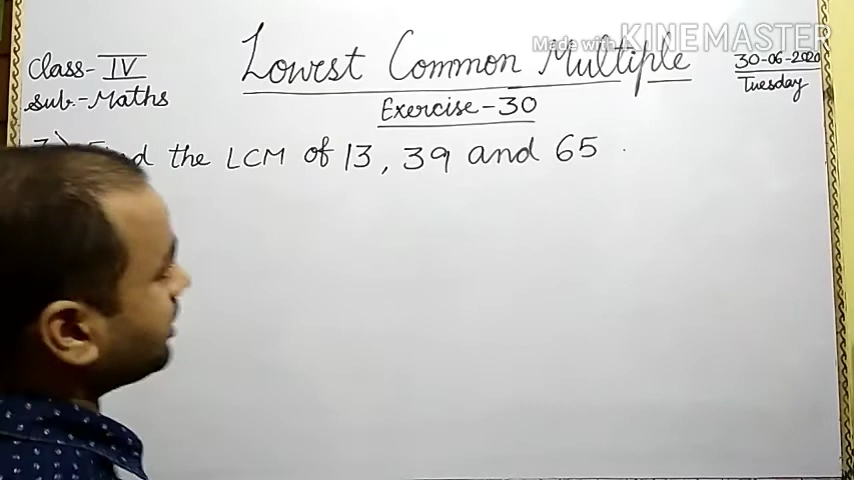 Made with KINEMASTER
Lowest Common Multiple
Class-IV
Sub.-Maths
30-06-2020
Tuesday
Exercise-30
the LCM of 13, 39 and 65.